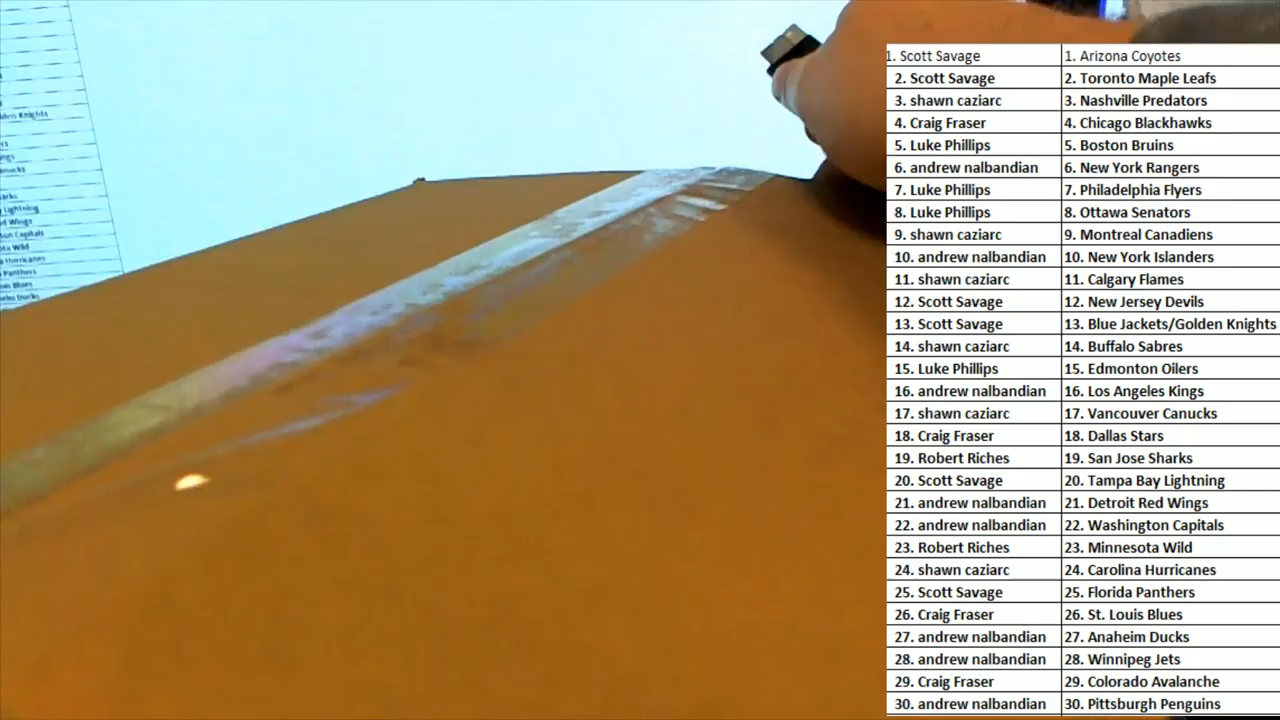 1. Scott Savage 1. Arizona Coyotes
2. Scott Savage 2. Toronto Maple Leafs
3. shawn caziarc 3. Nashville Predators
4. Craig Fraser 4. Chicago Blackhawks
5. Luke Phillips 5. Boston Bruins
6. andrew nalbandian 6. New York Rangers
7. Luke Phillips 7. Philadelphia Flyers
8. Luke Phillips 8. Ottawa Senators
9. shawn caziarc 9. Montreal Canadiens
10. andrew nalbandian 10. New York Islanders
11. shawn caziarc 11. Calgary Flames
12. Scott Savage 12. New Jersey Devils
13. Scott Savage 13. Blue Jackets/Golden Knights
14. shawn caziarc 14. Buffalo Sabres
15. Luke Phillips 15. Edmonton Oilers
16. andrew nalbandian 16. Los Angeles Kings
17. shawn caziarc 17. Vancouver Canucks
18. Craig Fraser 18. Dallas Stars
19. Robert Riches 19. San Jose Sharks
20. Scott Savage 20. Tampa Bay Lightning
21. andrew nalbandian 21. Detroit Red Wings
22. andrew nalbandian 22. Washington Capitals
23. Robert Riches 23. Minnesota Wild
24. shawn caziarc 24. Carolina Hurricanes
25. Scott Savage 25. Florida Panthers
26. Craig Fraser 26. St. Louis Blues
27. andrew nalbandian 27. Anaheim Ducks
28. andrew nalbandian 28. Winnipeg Jets
29. Craig Fraser 29. Colorado Avalanche
30. andrew nalbandian 30. Pittsburgh Penguins
Knights
Lightning
Wings
Capitals
Wild
Hurricanes
Panthers
Blues
Ducks